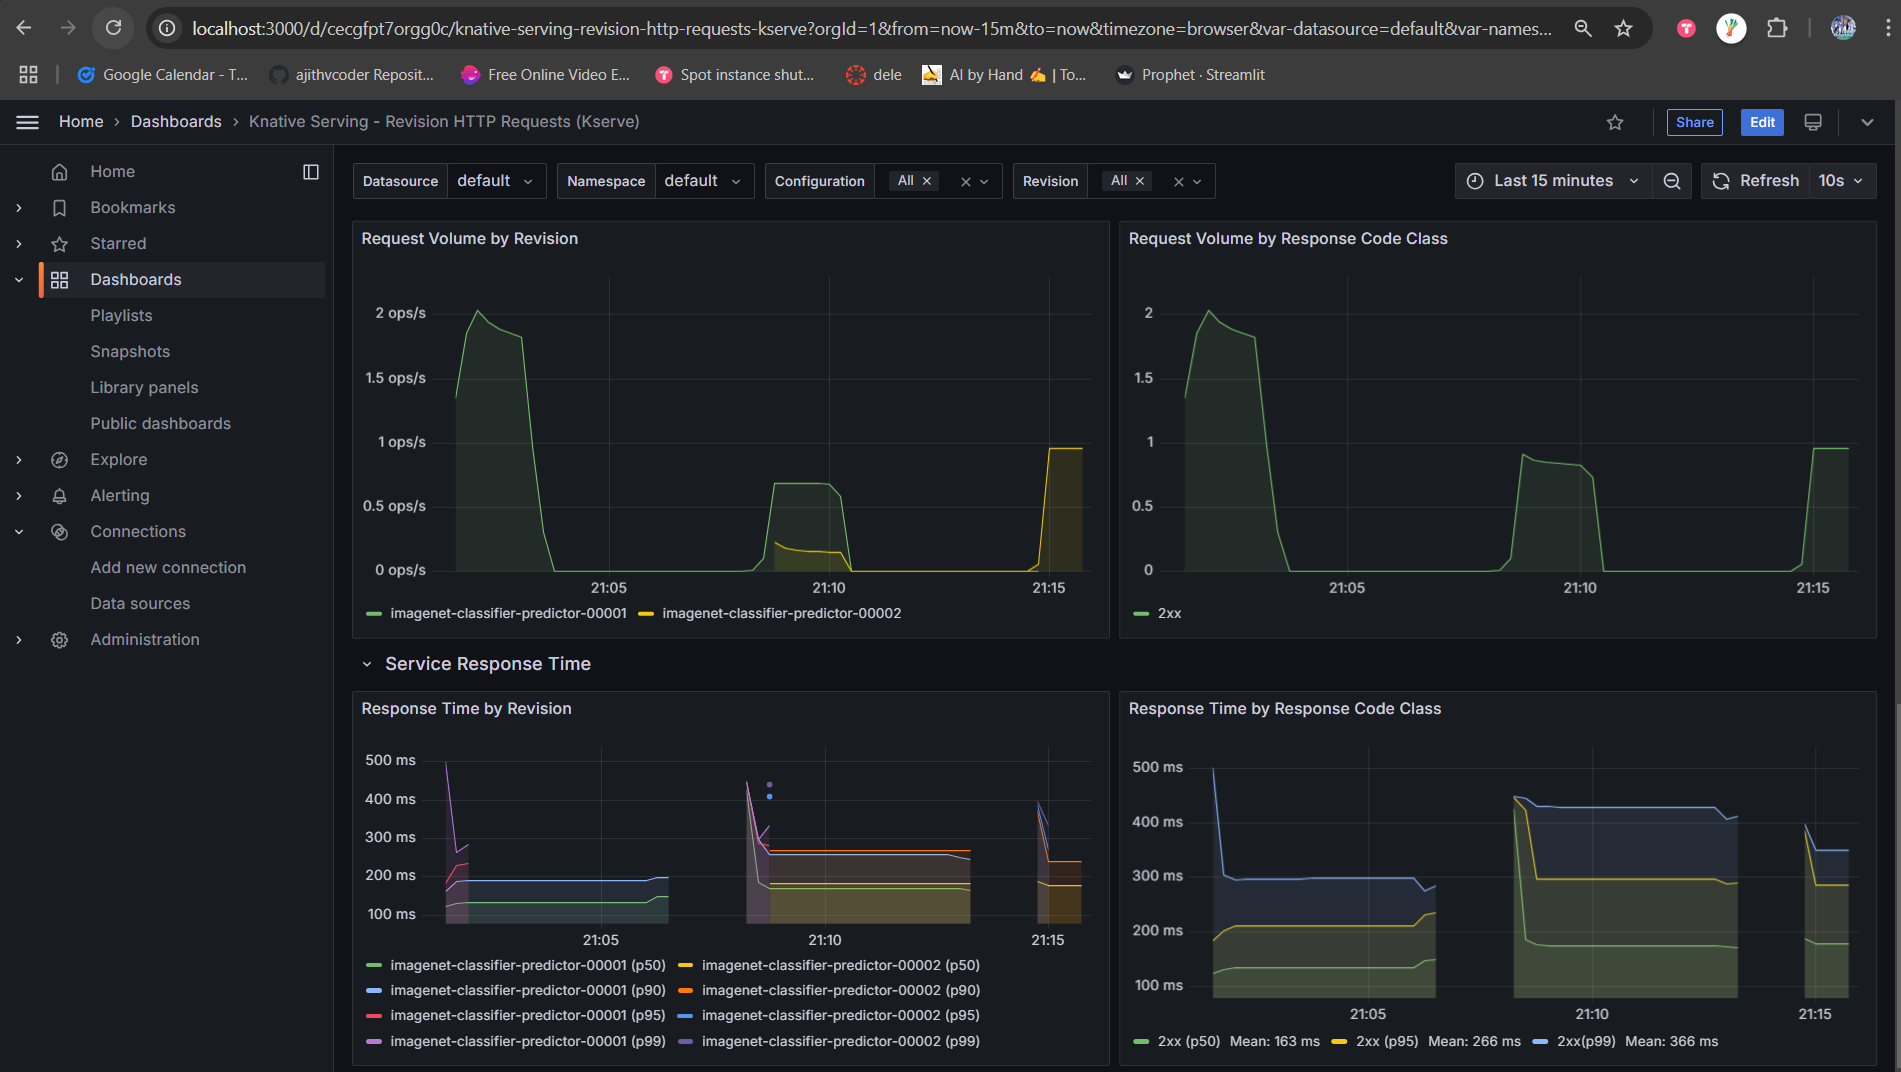 localhost:3000/d/cecgfpt7orgg0c/knative-serving-revision-http-requests-kserve?orgId=1&from=now-15m&to=now&timezone=browser&var-datasource=default&var-names...
Google Calendar - T...
ajithvcoder Reposit...
Free Online Video E...
Spot instance shut...
dele
AI by Hand ✍ | To...
Prophet · Streamlit
Home › Dashboards › Knative Serving - Revision HTTP Requests (Kserve)
Share
Edit
Home
Bookmarks
Starred
Dashboards
Playlists
Snapshots
Library panels
Public dashboards
Explore
Alerting
Connections
Add new connection
Data sources
Administration
Datasource default
Namespace default
Configuration All ×
Revision All ×
Last 15 minutes
Refresh 10s
Request Volume by Revision
2 ops/s
1.5 ops/s
1 ops/s
0.5 ops/s
0 ops/s
21:05 21:10 21:15
imagenet-classifier-predictor-00001 imagenet-classifier-predictor-00002
Request Volume by Response Code Class
2
1.5
1
0.5
0
21:05 21:10 21:15
2xx
Service Response Time
Response Time by Revision
500 ms
400 ms
300 ms
200 ms
100 ms
21:05 21:10 21:15
imagenet-classifier-predictor-00001 (p50) imagenet-classifier-predictor-00002 (p50)
imagenet-classifier-predictor-00001 (p90) imagenet-classifier-predictor-00002 (p90)
imagenet-classifier-predictor-00001 (p95) imagenet-classifier-predictor-00002 (p95)
imagenet-classifier-predictor-00001 (p99) imagenet-classifier-predictor-00002 (p99)
Response Time by Response Code Class
500 ms
400 ms
300 ms
200 ms
100 ms
21:05 21:10 21:15
2xx (p50) Mean: 163 ms 2xx (p95) Mean: 266 ms 2xx(p99) Mean: 366 ms